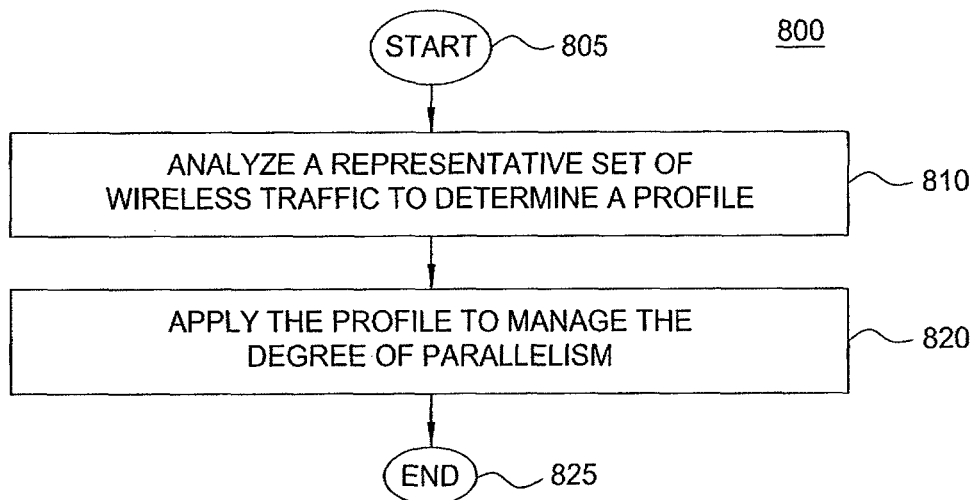 START
805
800
ANALYZE A REPRESENTATIVE SET OF
WIRELESS TRAFFIC TO DETERMINE A PROFILE
810
APPLY THE PROFILE TO MANAGE THE
DEGREE OF PARALLELISM
820
END
825